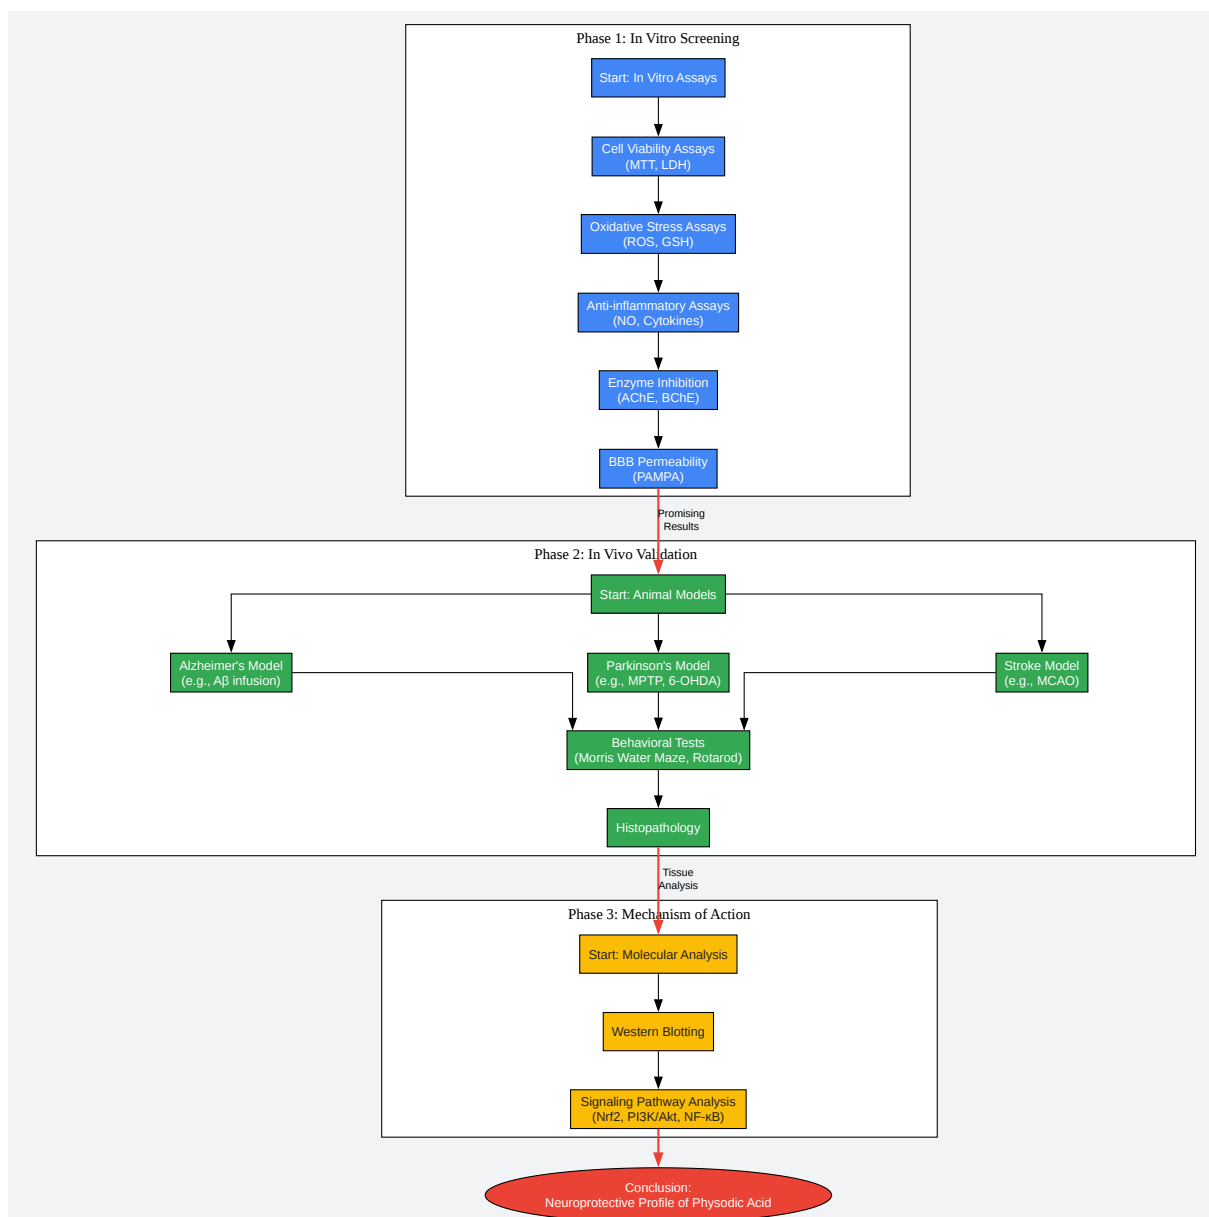 Phase 1: In Vitro Screening
Start: In Vitro Assays
Cell Viability Assays
(MTT, LDH)
Oxidative Stress Assays
(ROS, GSH)
Anti-inflammatory Assays
(NO, Cytokines)
Enzyme Inhibition
(AChE, BChE)
BBB Permeability
(PAMPA)
Promising
Results
Phase 2: In Vivo Validation
Start: Animal Models
Alzheimer's Model
(e.g., Aβ infusion)
Parkinson's Model
(e.g., MPTP, 6-OHDA)
Stroke Model
(e.g., MCAO)
Behavioral Tests
(Morris Water Maze, Rotarod)
Histopathology
Tissue
Analysis
Phase 3: Mechanism of Action
Start: Molecular Analysis
Western Blotting
Signaling Pathway Analysis
(Nrf2, PI3K/Akt, NF-κB)
Conclusion:
Neuroprotective Profile of Physodic Acid